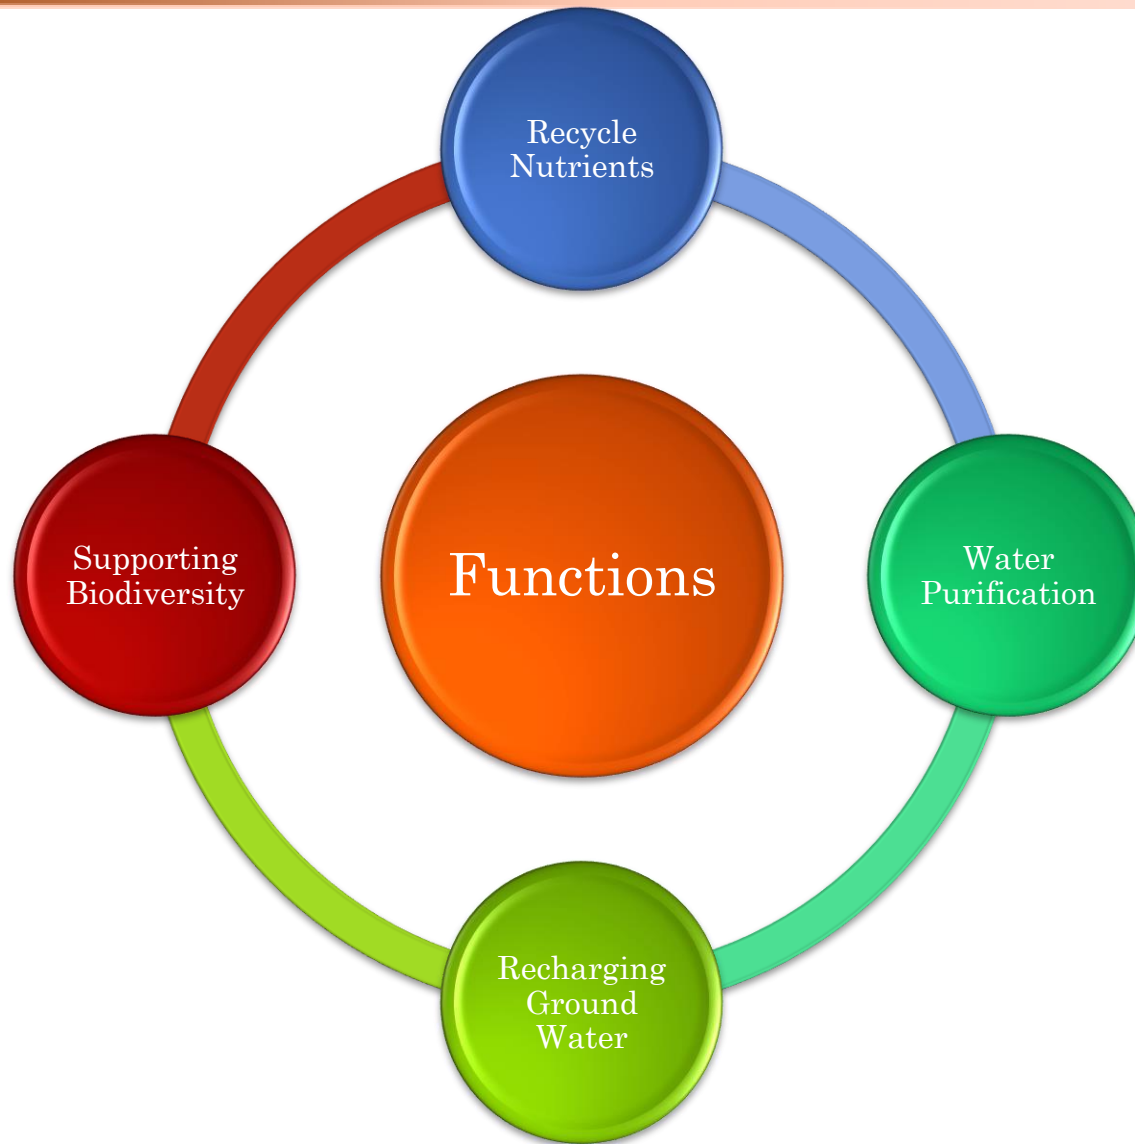 Recycle
Nutrients
Supporting
Biodiversity
Functions
Water
Purification
Recharging
Ground
Water